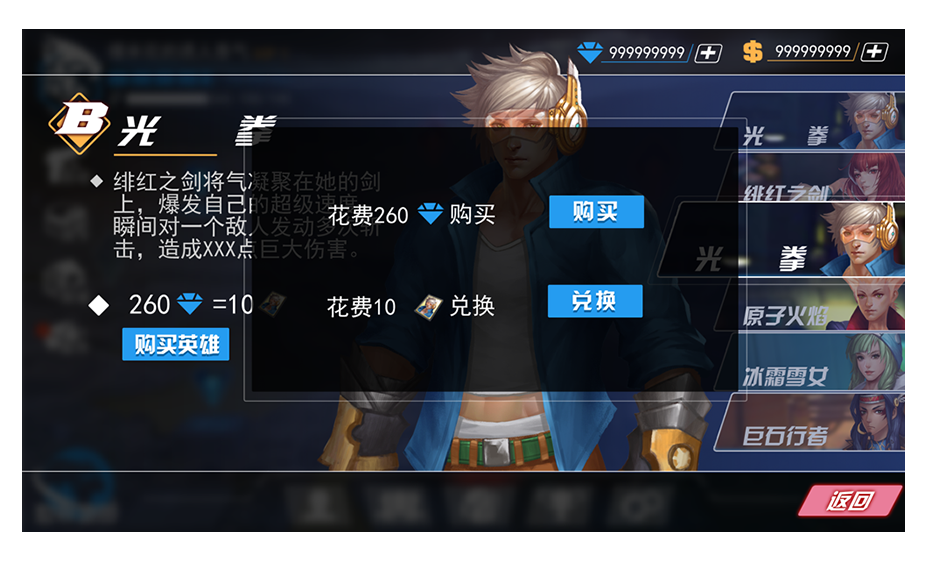 999999999
999999999
B
光 拳
绯红之剑将气凝聚在她的剑
上，爆发自己的超级速度，
瞬间对一个敌人发动多次斩
击，造成XXX点巨大伤害。
260 =10
购买英雄
花费260 购买
购买
花费10 兑换
兑换
光 拳
绯红之剑
光 拳
原子火焰
冰霜雪女
巨石行者
返回